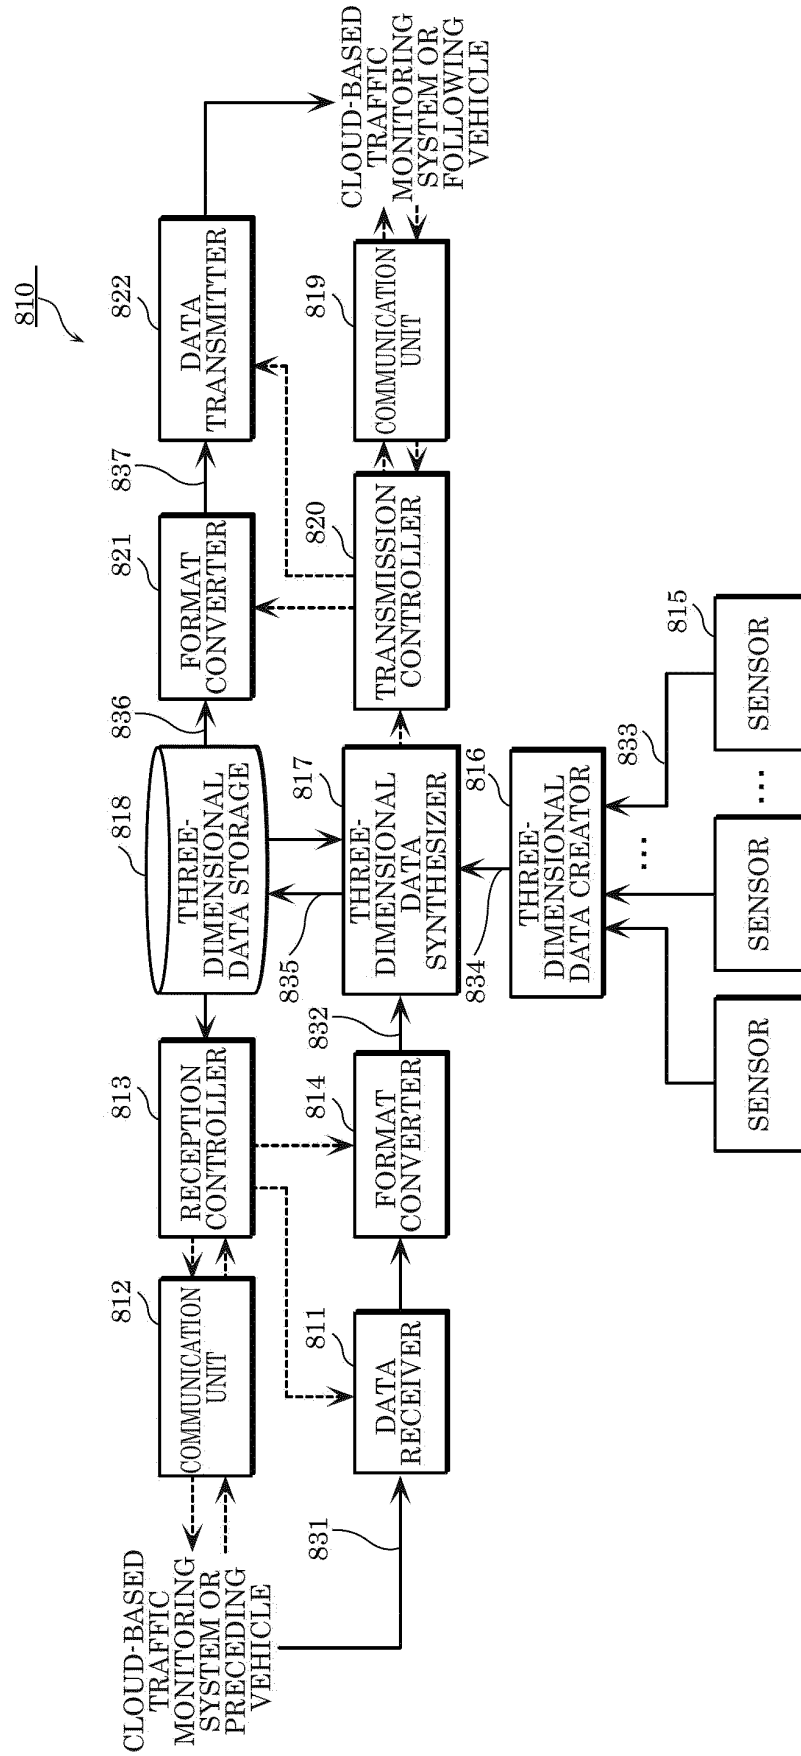 810
CLOUD-BASED
TRAFFIC
MONITORING
SYSTEM OR
PRECEDING
VEHICLE
812
COMMUNICATION
UNIT
813
RECEPTION
CONTROLLER
818
THREE-
DIMENSIONAL
DATA STORAGE
836
821
FORMAT
CONVERTER
837
822
DATA
TRANSMITTER
CLOUD-BASED
TRAFFIC
MONITORING
SYSTEM OR
FOLLOWING
VEHICLE
831
811
DATA
RECEIVER
814
FORMAT
CONVERTER
832
835
817
THREE-
DIMENSIONAL
DATA
SYNTHESIZER
820
TRANSMISSION
CONTROLLER
819
COMMUNICATION
UNIT
834
816
THREE-
DIMENSIONAL
DATA CREATOR
...
833
SENSOR
SENSOR
...
815
SENSOR